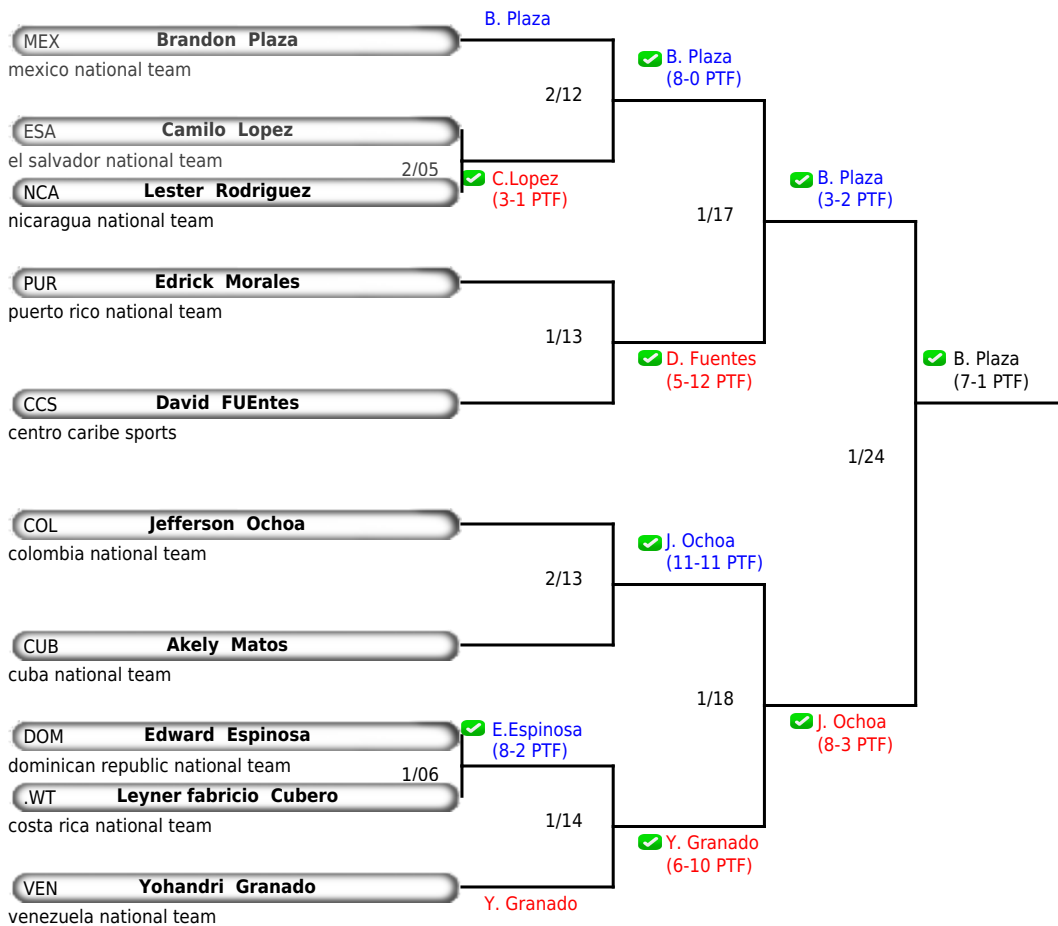 B. Plaza
MEX Brandon Plaza
mexico national team
B. Plaza
(8-0 PTF)
2/12
ESA Camilo Lopez
el salvador national team
2/05
C.Lopez
(3-1 PTF)
NCA Lester Rodriguez
nicaragua national team
B. Plaza
(3-2 PTF)
1/17
PUR Edrick Morales
puerto rico national team
1/13
D. Fuentes
(5-12 PTF)
CCS David FUEntes
centro caribe sports
B. Plaza
(7-1 PTF)
1/24
COL Jefferson Ochoa
colombia national team
J. Ochoa
(11-11 PTF)
2/13
CUB Akely Matos
cuba national team
1/18
J. Ochoa
(8-3 PTF)
DOM Edward Espinosa
dominican republic national team
E.Espinosa
(8-2 PTF)
1/06
.WT Leyner fabricio Cubero
costa rica national team
1/14
Y. Granado
(6-10 PTF)
VEN Yohandri Granado
venezuela national team
Y. Granado